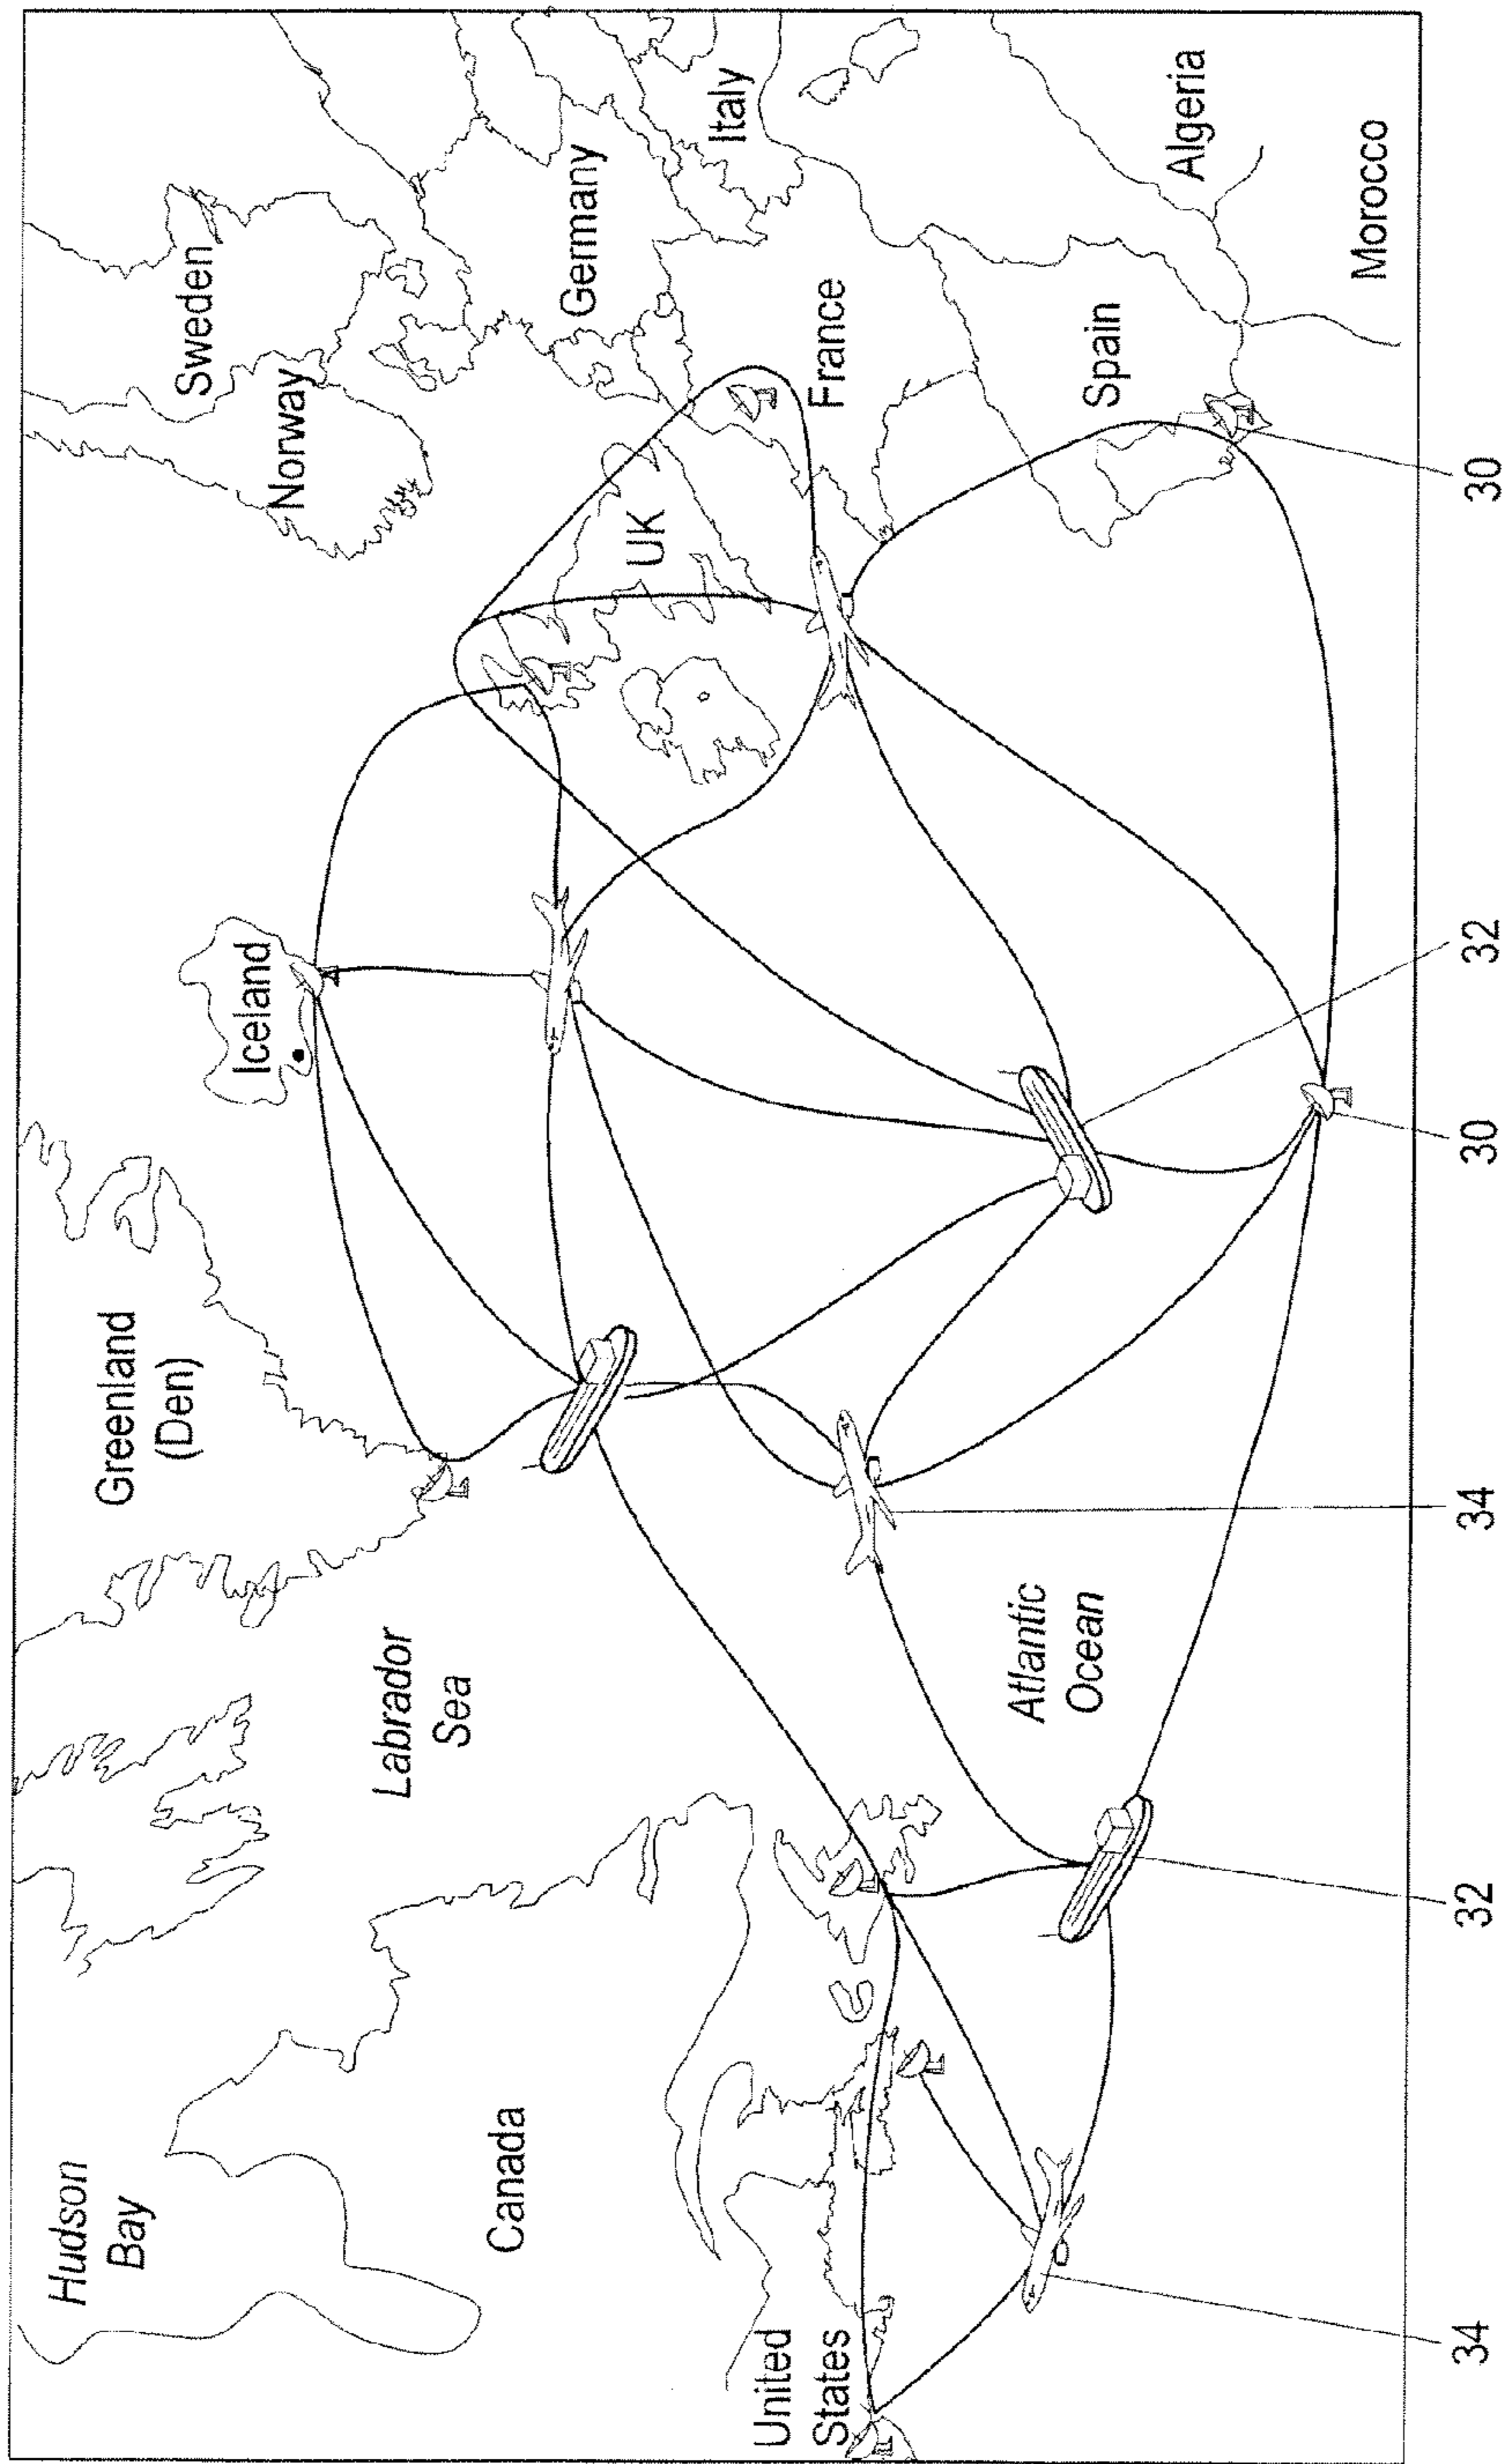 Hudson
Bay
Greenland
(Den)
Iceland
Norway
Sweden
Labrador
Sea
Canada
UK
Germany
United
States
Atlantic
Ocean
France
Italy
Spain
Algeria
Morocco
34
32
34
30
32
30